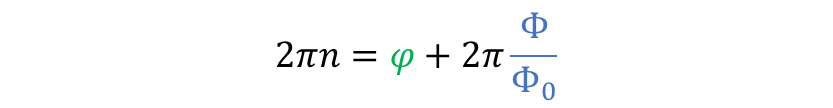 2πn = φ + 2π Φ/Φ₀